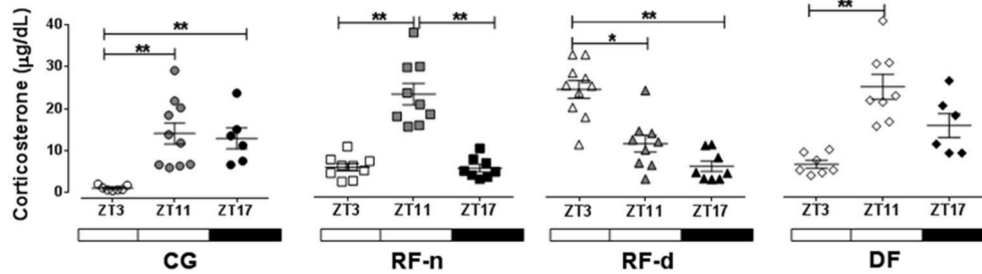 Corticosterone (µg/dL)
40
30
20
10
0
** ** ** ** * ** **
ZT3 ZT11 ZT17 ZT3 ZT11 ZT17 ZT3 ZT11 ZT17 ZT3 ZT11 ZT17
CG RF-n RF-d DF